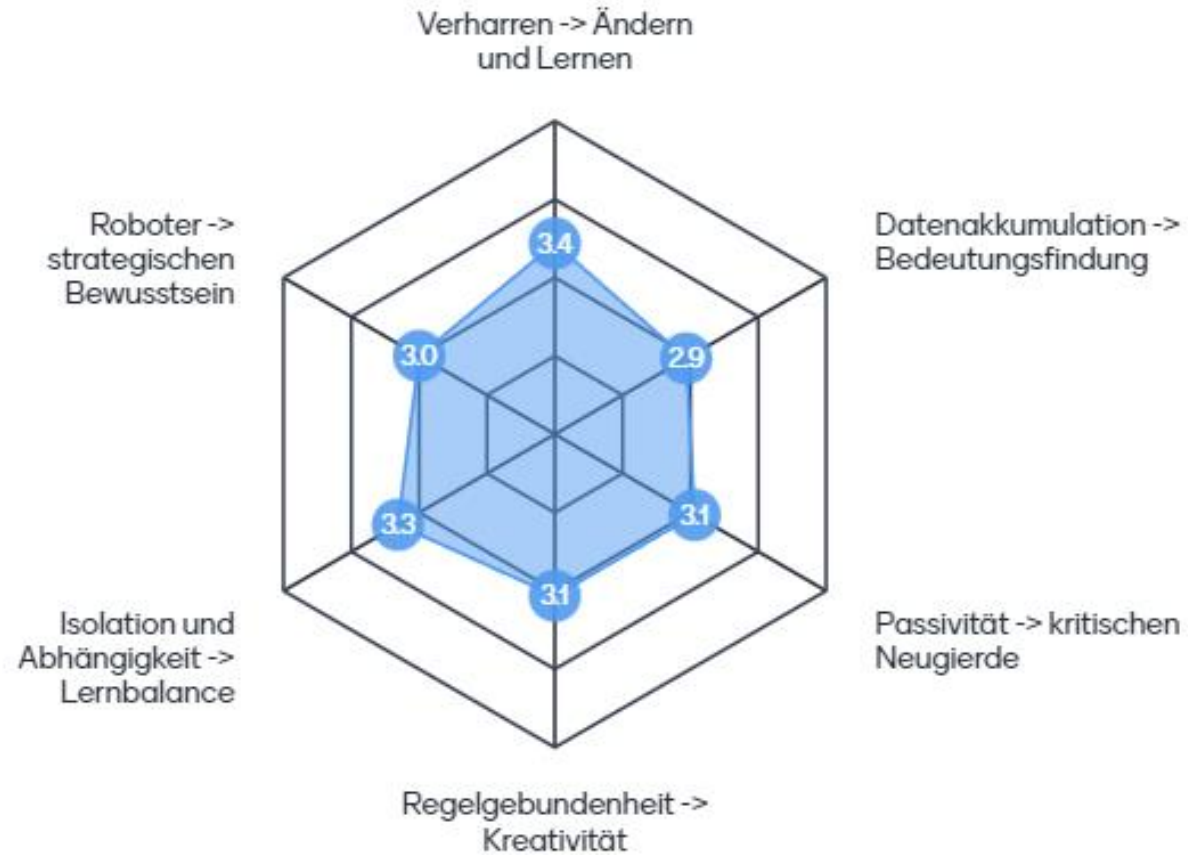 Verharren -> Ändern
und Lernen
Roboter ->
strategischen
Bewusstsein
Datenakkumulation ->
Bedeutungsfindung
3.4
3.0
2.9
3.3
3.1
3.1
Isolation und
Abhängigkeit ->
Lernbalance
Passivität -> kritischen
Neugierde
Regelgebundenheit ->
Kreativität